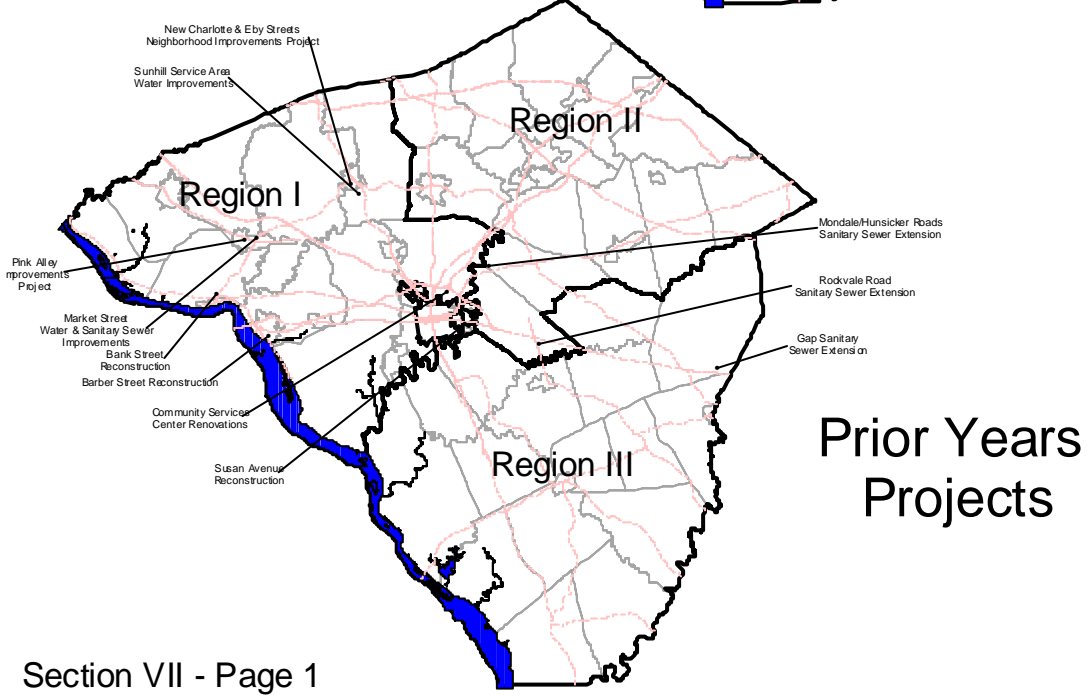 New Charlotte & Eby Streets
Neighborhood Improvements Project
Sunhill Service Area
Water Improvements
Region II
Region I
Mondale/Hunsicker Roads
Sanitary Sewer Extension
Pink Alley
mprovements
Project
Rockvale Road
Sanitary Sewer Extension
Market Street
Water & Sanitary Sewer
Improvements
Bank Street
Reconstruction
Gap Sanitary
Sewer Extension
Barber Street Reconstruction
Community Services
Center Renovations
Susan Avenue
Reconstruction
Region III
Prior Years
Projects
Section VII - Page 1